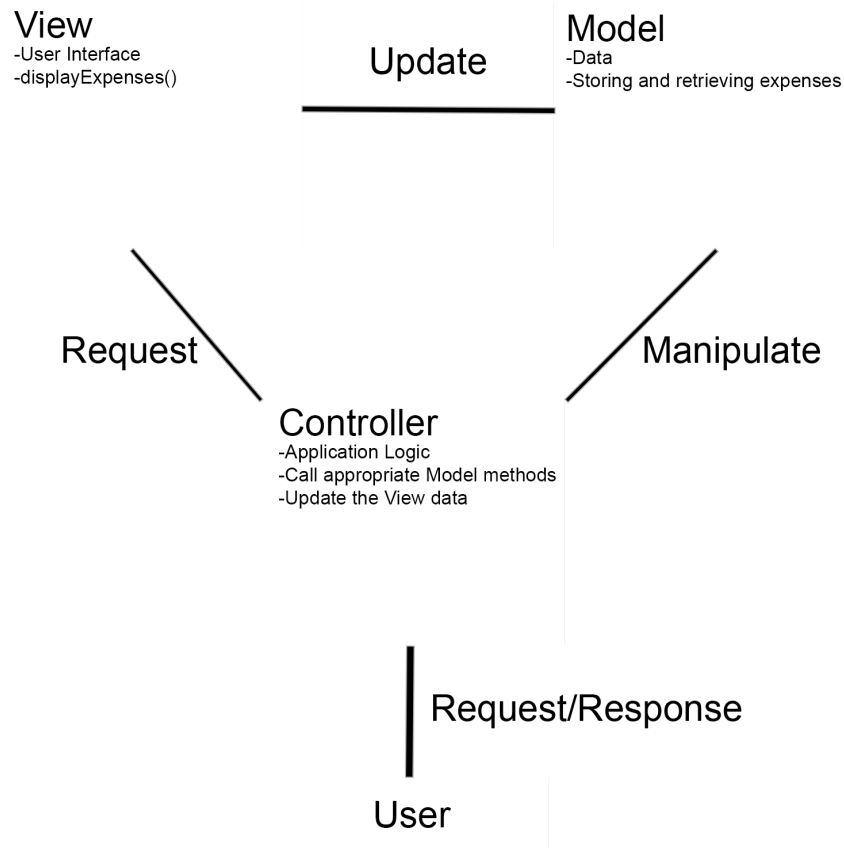 View
-User Interface
-displayExpenses()
Update
Model
-Data
-Storing and retrieving expenses
Request
Manipulate
Controller
-Application Logic
-Call appropriate Model methods
-Update the View data
Request/Response
User